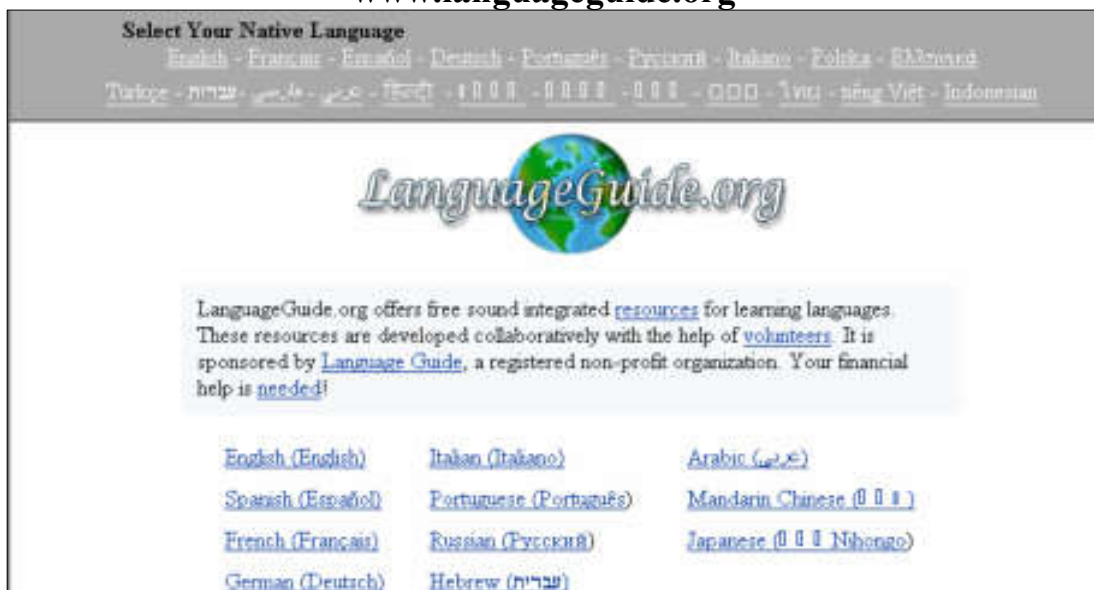 www.languageguide.org
Select Your Native Language
English - Français - Español - Deutsch - Português - Русский - Italiano - Polska - Ελληνικά
Türkçe - עברית - فارسی - عربي - हिन्दी - ไทย - tiếng Việt - Indonesian
LanguageGuide.org
LanguageGuide.org offers free sound integrated resources for learning languages.
These resources are developed collaboratively with the help of volunteers. It is
sponsored by Language Guide, a registered non-profit organization. Your financial
help is needed!
English (English) Italian (Italiano) Arabic (عربي)
Spanish (Español) Portuguese (Português) Mandarin Chinese
French (Français) Russian (Русский) Japanese ( Nihongo)
German (Deutsch) Hebrew (עברית)